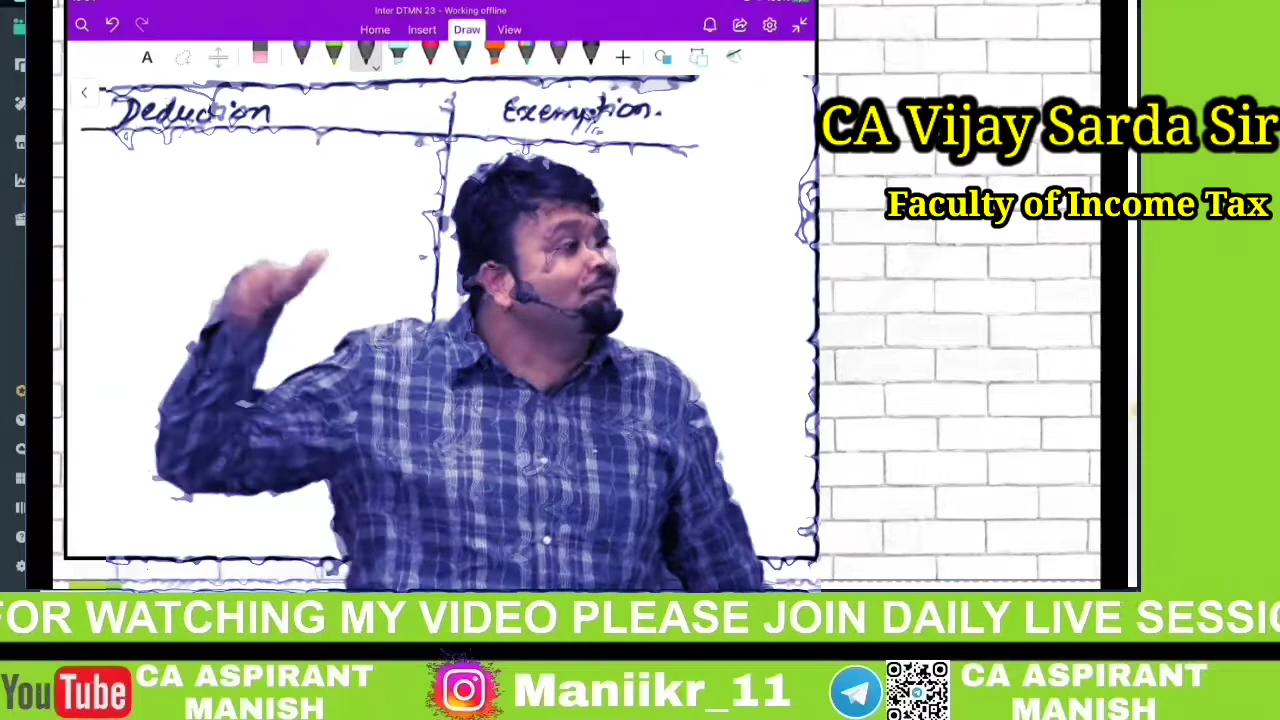 Inter DTMN 23 - Working offline
Home Insert Draw View
A
Deduction Exemption.
CA Vijay Sarda Sir
Faculty of Income Tax
FOR WATCHING MY VIDEO PLEASE JOIN DAILY LIVE
YouTube CA ASPIRANT MANISH
Maniikr_11
CA ASPIRANT MANISH